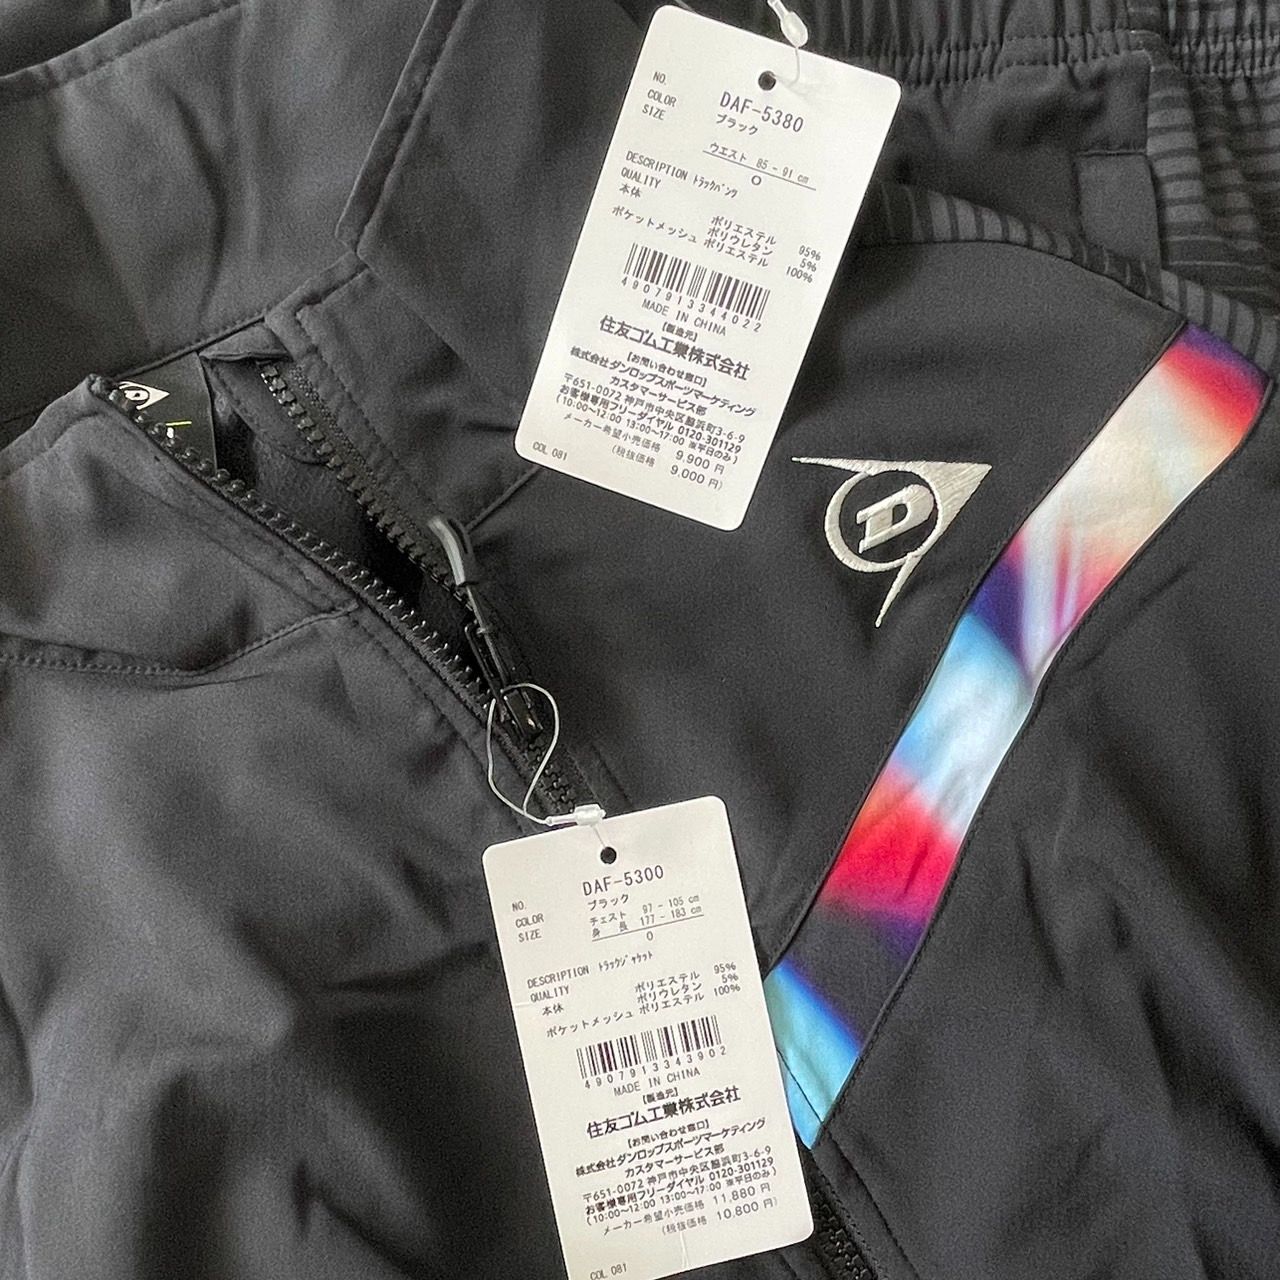 NO. DAF-5380
COLOR ブラック
SIZE ウエスト 85 - 91 cm
O
DESCRIPTION トラックパンツ
QUALITY
本体 ポリエステル 95%
ポリウレタン 5%
ポケットメッシュ ポリエステル 100%
4907913344022
MADE IN CHINA
【製造元】
住友ゴム工業株式会社
【お問い合わせ窓口】
株式会社ダンロップスポーツマーケティング
カスタマーサービス部
〒651-0072 神戸市中央区脇浜町3-6-9
お客様専用フリーダイヤル 0120-301129
(10:00~12:00 13:00~17:00 ※平日のみ)
メーカー希望小売価格 9,900 円
(税抜価格 9,000 円)
COL 081
D
NO. DAF-5300
COLOR ブラック
SIZE チェスト 97 - 105 cm
身 長 177 - 183 cm
O
DESCRIPTION トラックジャケット
QUALITY
本体 ポリエステル 95%
ポリウレタン 5%
ポケットメッシュ ポリエステル 100%
4907913343902
MADE IN CHINA
【製造元】
住友ゴム工業株式会社
【お問い合わせ窓口】
株式会社ダンロップスポーツマーケティング
カスタマーサービス部
〒651-0072 神戸市中央区脇浜町3-6-9
お客様専用フリーダイヤル 0120-301129
(10:00~12:00 13:00~17:00 ※平日のみ)
メーカー希望小売価格 11,880 円
(税抜価格 10,800 円)
COL 081